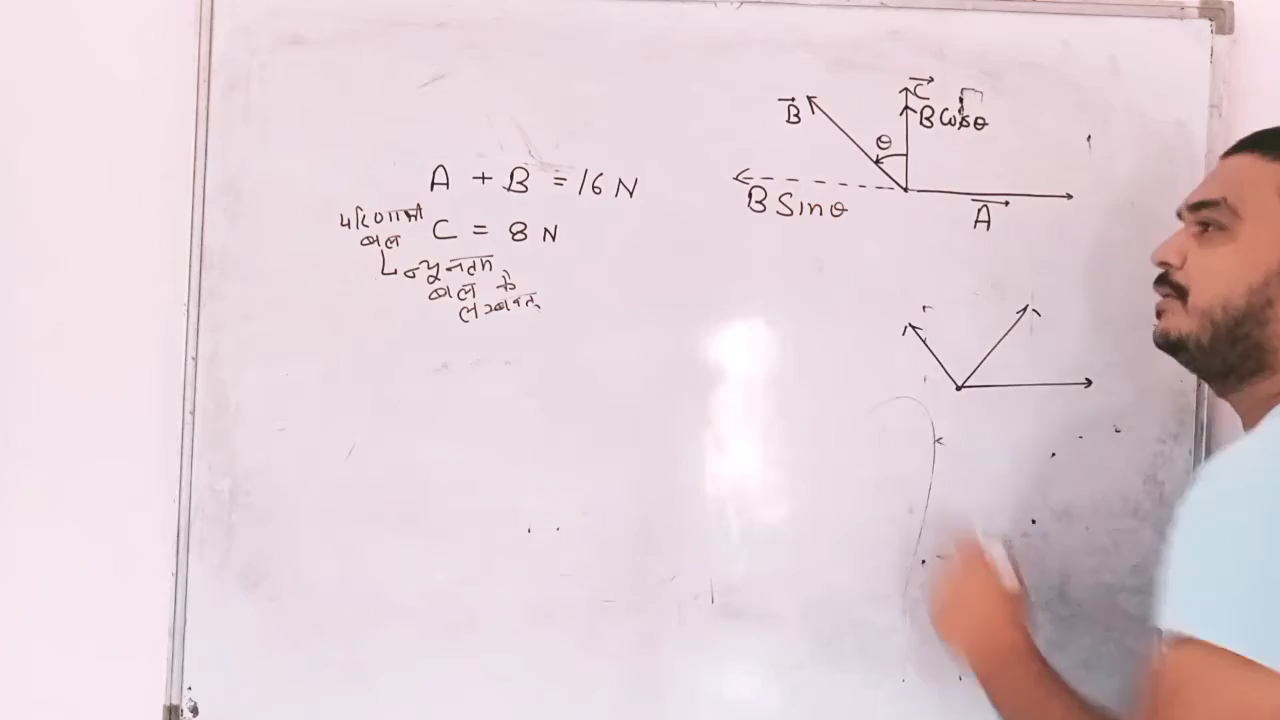 A + B = 16 N
परिणामी
बल
C = 8 N
न्यूनतम
बल के
लम्बवत्
B
θ
C
B Cosθ
B Sinθ
A